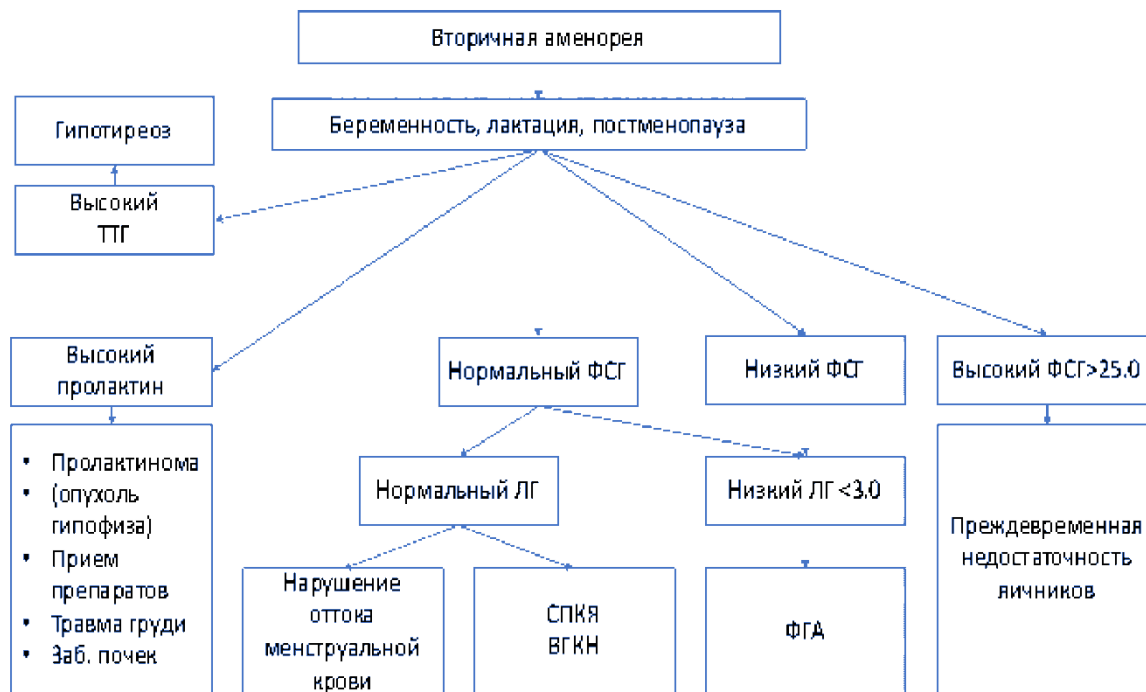 Вторичная аменорея
Беременность, лактация, постменопауза
Гипотиреоз
Высокий
ТТГ
Высокий
пролактин
Нормальный ФСГ
Низкий ФСГ
Высокий ФСГ>25.0
• Пролактинома
• (опухоль
гипофиза)
• Прием
препаратов
• Травма груди
• Заб. почек
Нормальный ЛГ
Низкий ЛГ <3.0
Преждевременная
недостаточность
яичников
Нарушение
оттока
менструальной
крови
СПКЯ
ВГКН
ФГА